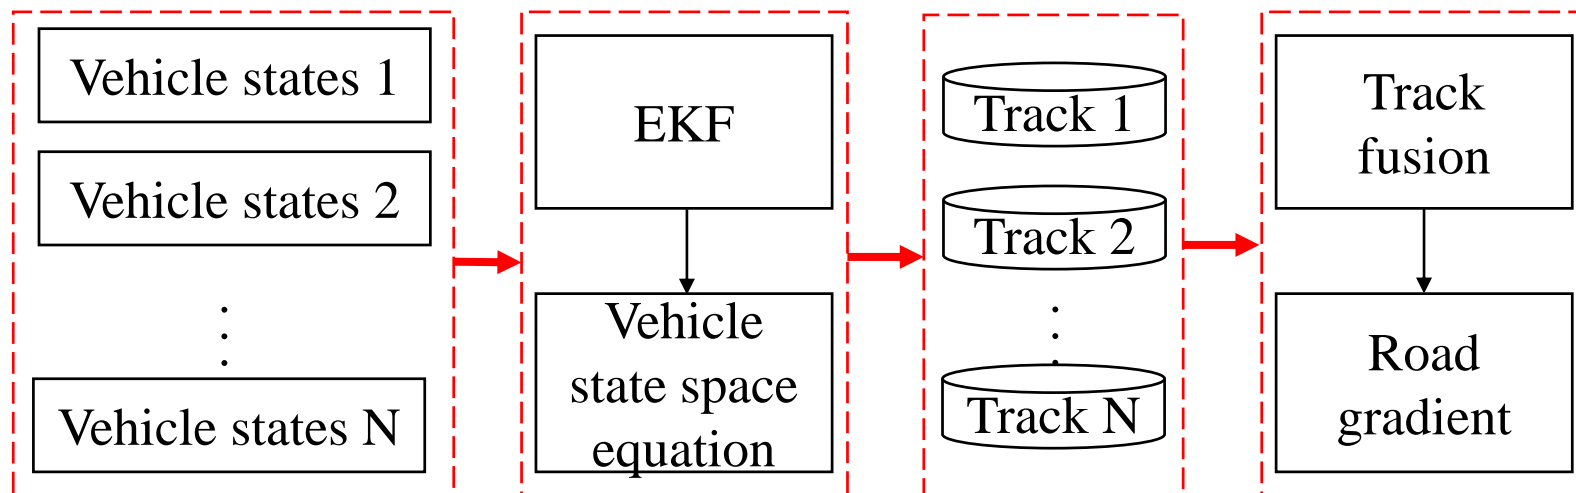 Vehicle states 1
Vehicle states 2
Vehicle states N
EKF
Vehicle
state space
equation
Track 1
Track 2
Track N
Track
fusion
Road
gradient